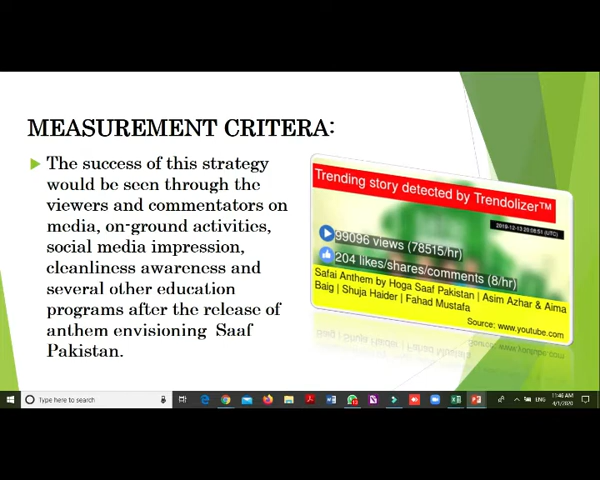 MEASUREMENT CRITERA:
The success of this strategy
would be seen through the
viewers and commentators on
media, on-ground activities,
social media impression,
cleanliness awareness and
several other education
programs after the release of
anthem envisioning Saaf
Pakistan.
Trending story detected by Trendolizer™
2019-12-13 20:08:51 (UTC)
99096 views (78515/hr)
204 likes/shares/comments (8/hr)
Safai Anthem by Hoga Saaf Pakistan | Asim Azhar & Aima
Baig | Shuja Haider | Fahad Mustafa
Source: www.youtube.com
Type here to search
ENG
11:46 AM
4/1/2020